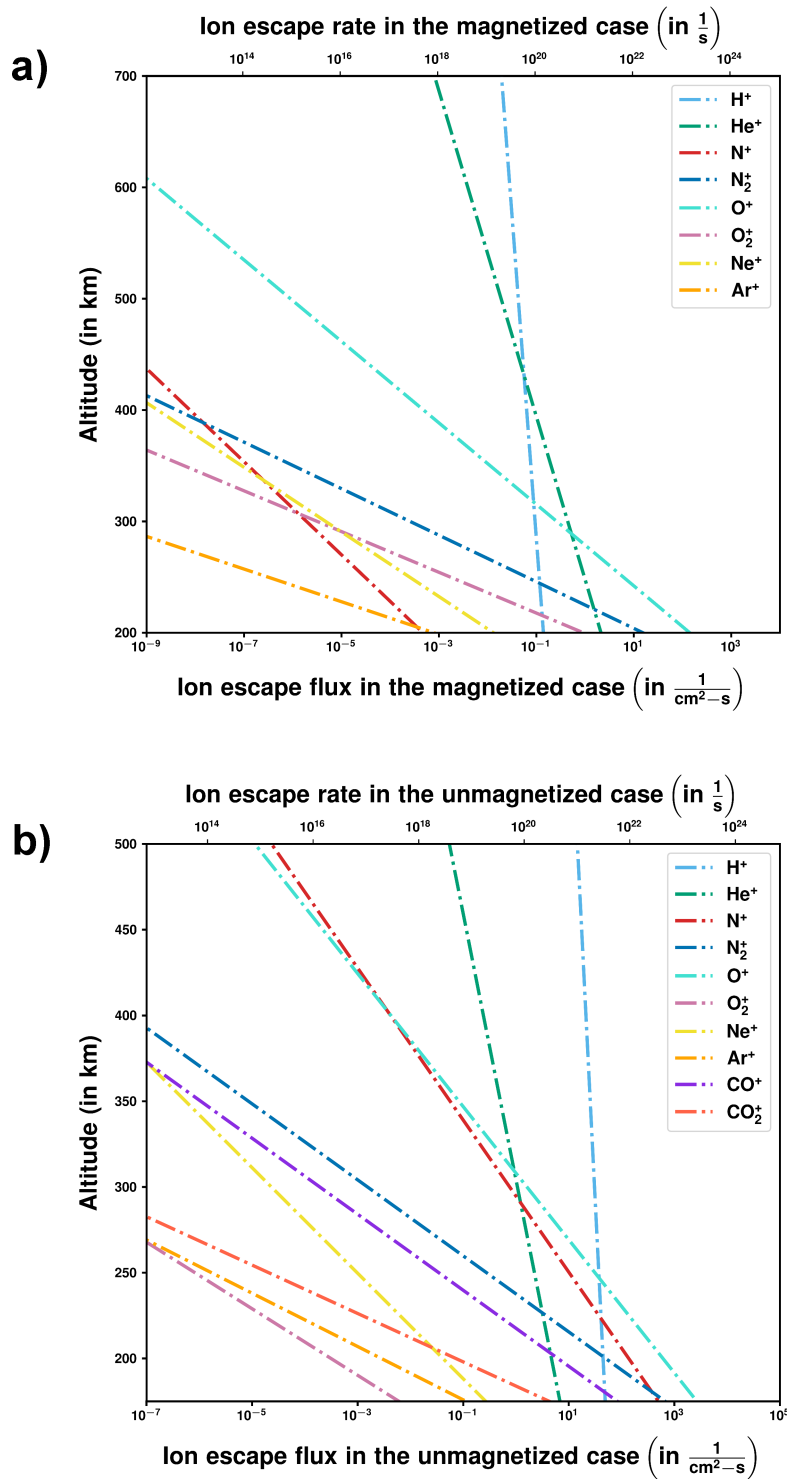 Ion escape rate in the magnetized case (in 1/s)
a)
10^14 10^16 10^18 10^20 10^22 10^24
700
600
500
400
300
200
Altitude (in km)
H+
He+
N+
N2+
O+
O2+
Ne+
Ar+
10^−9 10^−7 10^−5 10^−3 10^−1 10^1 10^3
Ion escape flux in the magnetized case (in 1/cm2−s)
Ion escape rate in the unmagnetized case (in 1/s)
b)
10^14 10^16 10^18 10^20 10^22 10^24
500
450
400
350
300
250
200
Altitude (in km)
H+
He+
N+
N2+
O+
O2+
Ne+
Ar+
CO+
CO2+
10^−7 10^−5 10^−3 10^−1 10^1 10^3 10^5
Ion escape flux in the unmagnetized case (in 1/cm2−s)